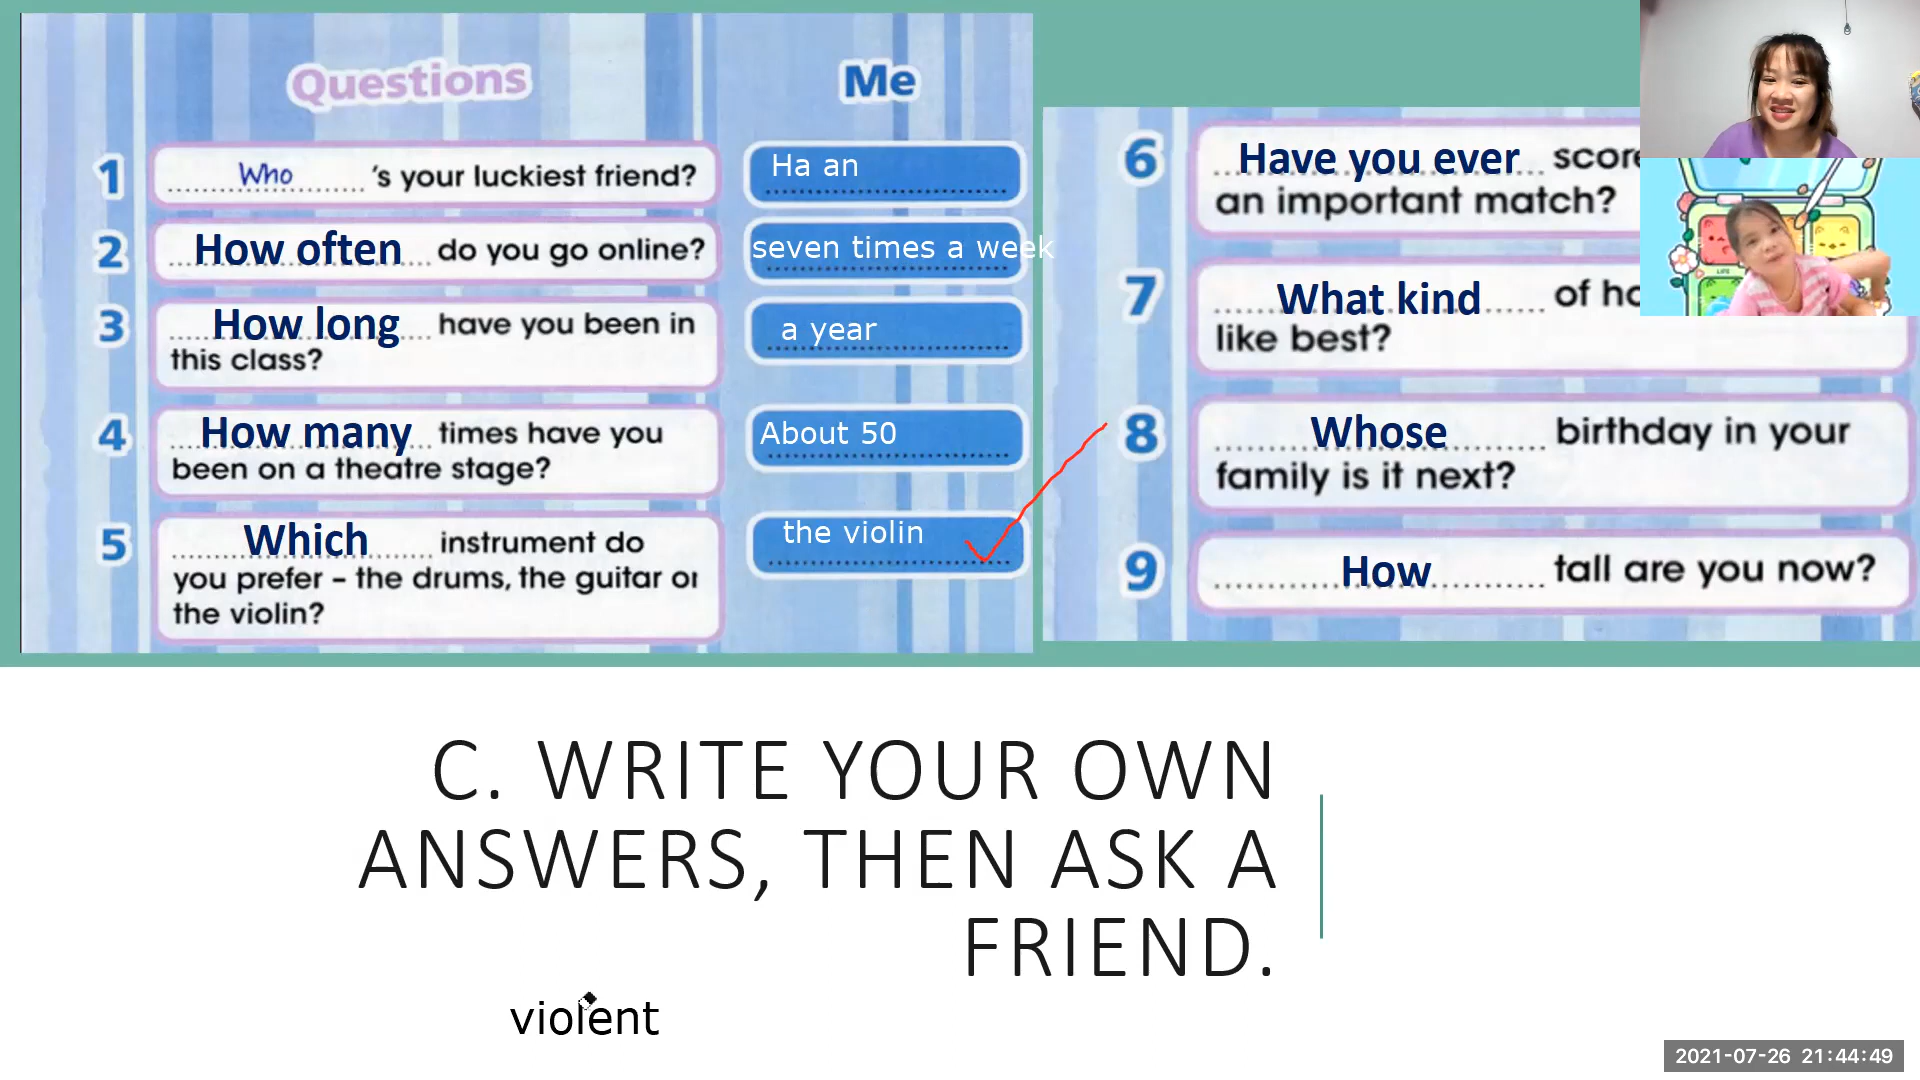 Questions
Me
1 Who 's your luckiest friend?
Ha an
2 How often do you go online?
seven times a week
3 How long have you been in
this class?
a year
4 How many times have you
been on a theatre stage?
About 50
5 Which instrument do
you prefer – the drums, the guitar or
the violin?
the violin
6 Have you ever
an important match?
7 What kind of
like best?
8 Whose birthday in your
family is it next?
9 How tall are you now?
C. WRITE YOUR OWN
ANSWERS, THEN ASK A
FRIEND.
violent
2021-07-26 21:44:49